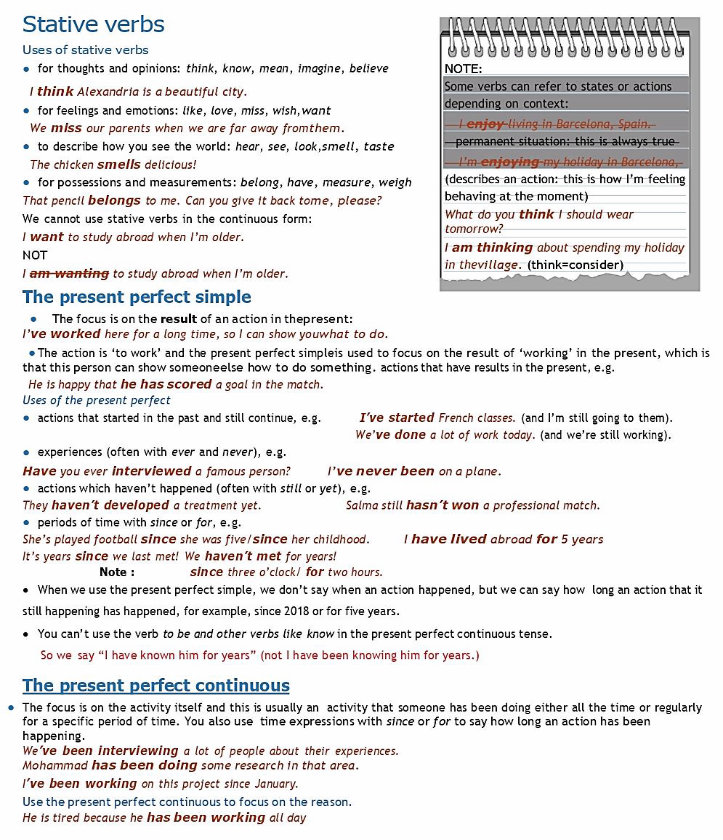 Stative verbs
Uses of stative verbs
• for thoughts and opinions: think, know, mean, imagine, believe
I think Alexandria is a beautiful city.
• for feelings and emotions: like, love, miss, wish,want
We miss our parents when we are far away fromthem.
• to describe how you see the world: hear, see, look,smell, taste
The chicken smells delicious!
• for possessions and measurements: belong, have, measure, weigh
That pencil belongs to me. Can you give it back tome, please?
We cannot use stative verbs in the continuous form:
I want to study abroad when I'm older.
NOT
I am wanting to study abroad when I'm older.
NOTE:
Some verbs can refer to states or actions
depending on context:
I enjoy living in Barcelona, Spain.
permanent situation: this is always true
I'm enjoying my holiday in Barcelona,
(describes an action: this is how I'm feeling
behaving at the moment)
What do you think I should wear
tomorrow?
I am thinking about spending my holiday
in thevillage. (think=consider)
The present perfect simple
• The focus is on the result of an action in thepresent:
I've worked here for a long time, so I can show youwhat to do.
• The action is 'to work' and the present perfect simpleis used to focus on the result of 'working' in the present, which is
that this person can show someoneelse how to do something. actions that have results in the present, e.g.
He is happy that he has scored a goal in the match.
Uses of the present perfect
• actions that started in the past and still continue, e.g. I've started French classes. (and I'm still going to them).
We've done a lot of work today. (and we're still working).
• experiences (often with ever and never), e.g.
Have you ever interviewed a famous person? I've never been on a plane.
• actions which haven't happened (often with still or yet), e.g.
They haven't developed a treatment yet. Salma still hasn't won a professional match.
• periods of time with since or for, e.g.
She's played football since she was five/since her childhood. I have lived abroad for 5 years
It's years since we last met! We haven't met for years!
Note : since three o'clock/ for two hours.
• When we use the present perfect simple, we don't say when an action happened, but we can say how long an action that it
still happening has happened, for example, since 2018 or for five years.
• You can't use the verb to be and other verbs like know in the present perfect continuous tense.
So we say "I have known him for years" (not I have been knowing him for years.)
The present perfect continuous
• The focus is on the activity itself and this is usually an activity that someone has been doing either all the time or regularly
for a specific period of time. You also use time expressions with since or for to say how long an action has been
happening.
We've been interviewing a lot of people about their experiences.
Mohammad has been doing some research in that area.
I've been working on this project since January.
Use the present perfect continuous to focus on the reason.
He is tired because he has been working all day